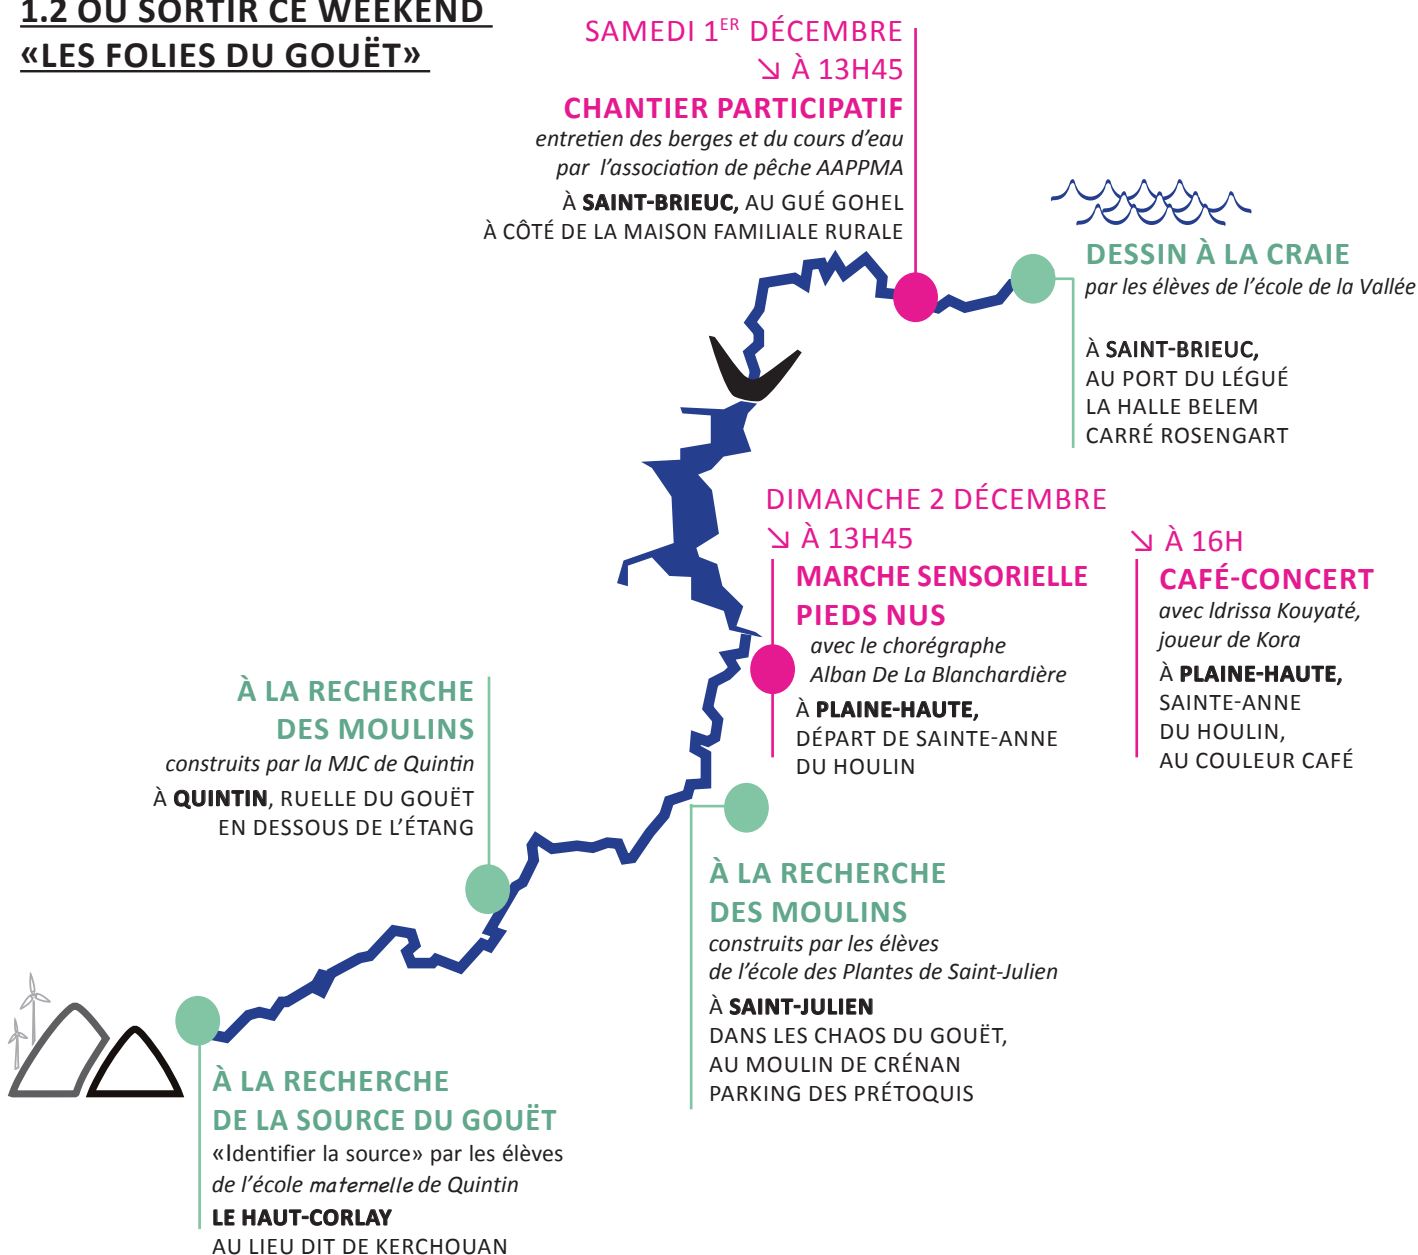 1.2 OÙ SORTIR CE WEEKEND
«LES FOLIES DU GOUËT»
SAMEDI 1ER DÉCEMBRE
↘ À 13H45
CHANTIER PARTICIPATIF
entretien des berges et du cours d'eau
par l'association de pêche AAPPMA
À SAINT-BRIEUC, AU GUÉ GOHEL
À CÔTÉ DE LA MAISON FAMILIALE RURALE
DESSIN À LA CRAIE
par les élèves de l'école de la Vallée
À SAINT-BRIEUC,
AU PORT DU LÉGUÉ
LA HALLE BELEM
CARRÉ ROSENGART
DIMANCHE 2 DÉCEMBRE
↘ À 13H45
MARCHE SENSORIELLE
PIEDS NUS
avec le chorégraphe
Alban De La Blanchardière
À PLAINE-HAUTE,
DÉPART DE SAINTE-ANNE
DU HOULIN
↘ À 16H
CAFÉ-CONCERT
avec Idrissa Kouyaté,
joueur de Kora
À PLAINE-HAUTE,
SAINTE-ANNE
DU HOULIN,
AU COULEUR CAFÉ
À LA RECHERCHE
DES MOULINS
construits par la MJC de Quintin
À QUINTIN, RUELLE DU GOUËT
EN DESSOUS DE L'ÉTANG
À LA RECHERCHE
DES MOULINS
construits par les élèves
de l'école des Plantes de Saint-Julien
À SAINT-JULIEN
DANS LES CHAOS DU GOUËT,
AU MOULIN DE CRÉNAN
PARKING DES PRÉTOQUIS
À LA RECHERCHE
DE LA SOURCE DU GOUËT
«Identifier la source» par les élèves
de l'école maternelle de Quintin
LE HAUT-CORLAY
AU LIEU DIT DE KERCHOUAN